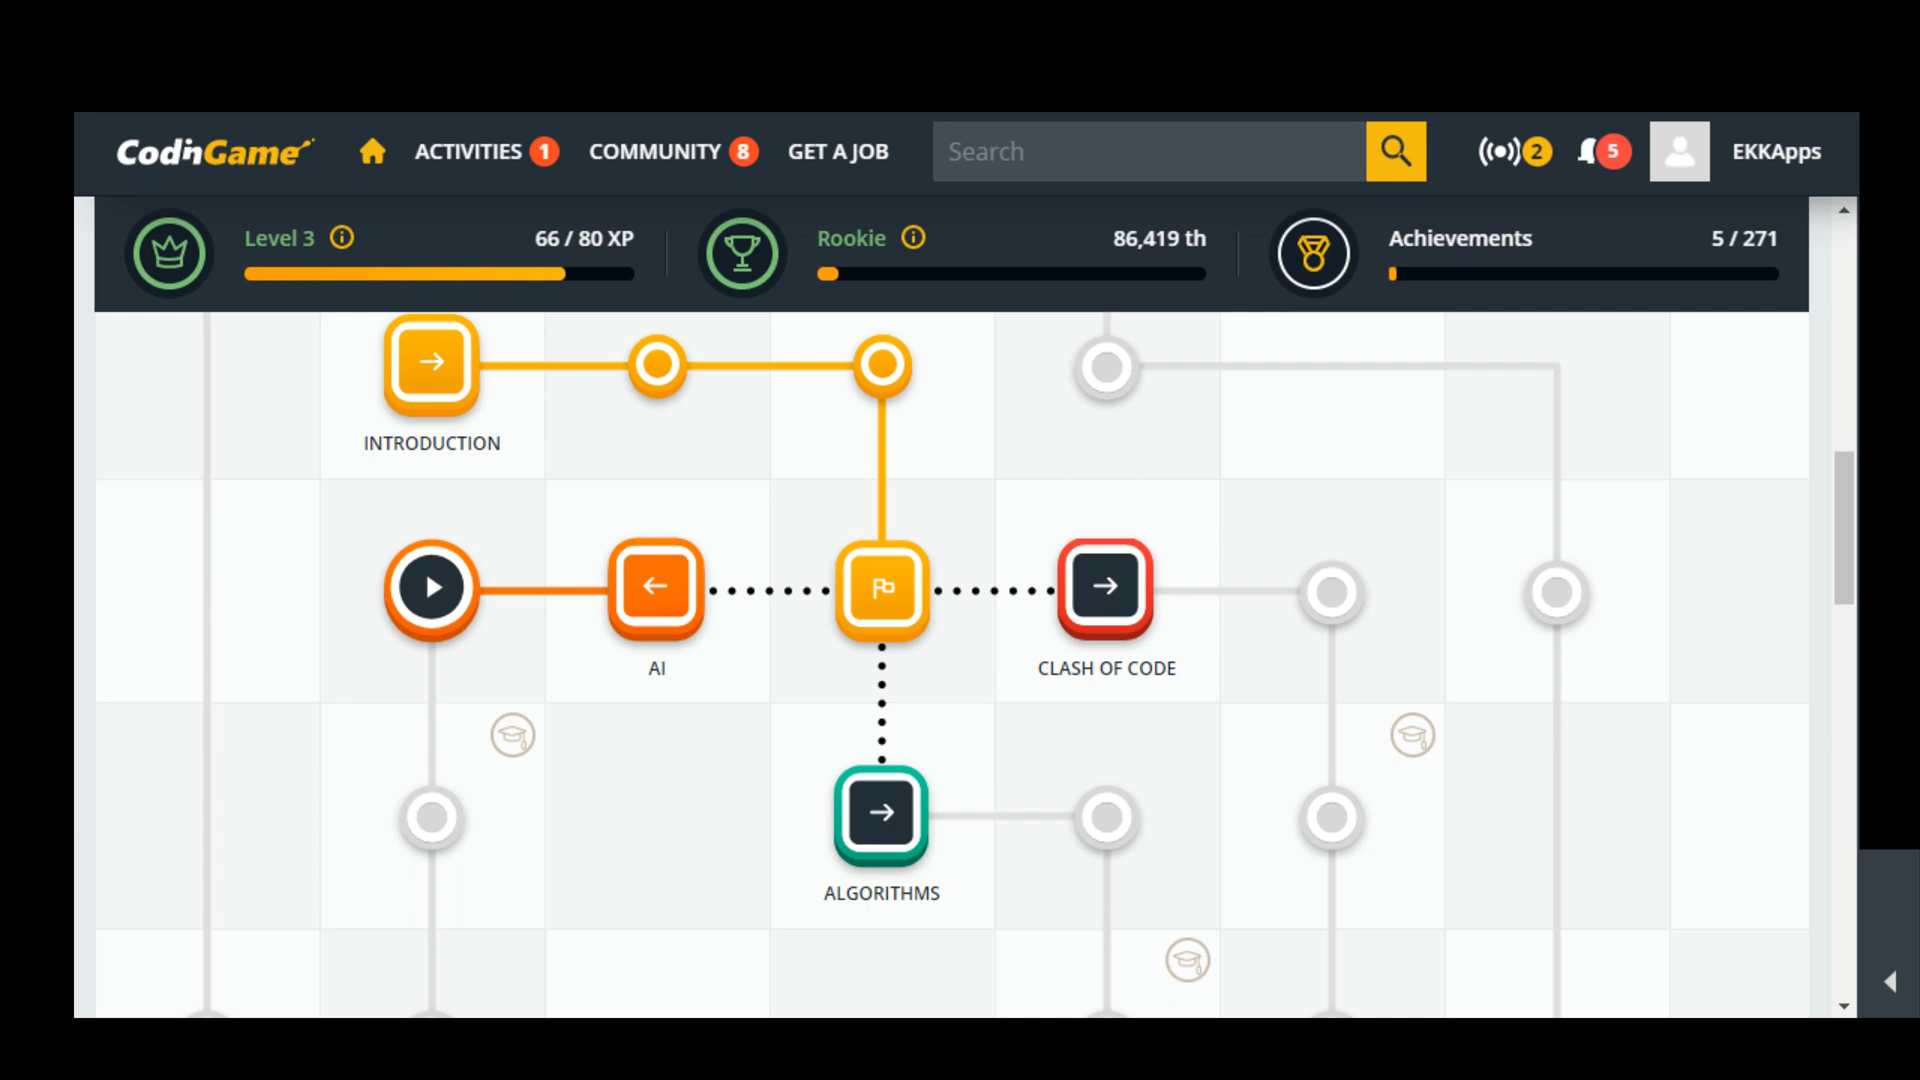 CodinGame ACTIVITIES 1 COMMUNITY 8 GET A JOB Search 2 5 EKKApps
Level 3 66 / 80 XP Rookie 86,419 th Achievements 5 / 271
INTRODUCTION
AI CLASH OF CODE
ALGORITHMS